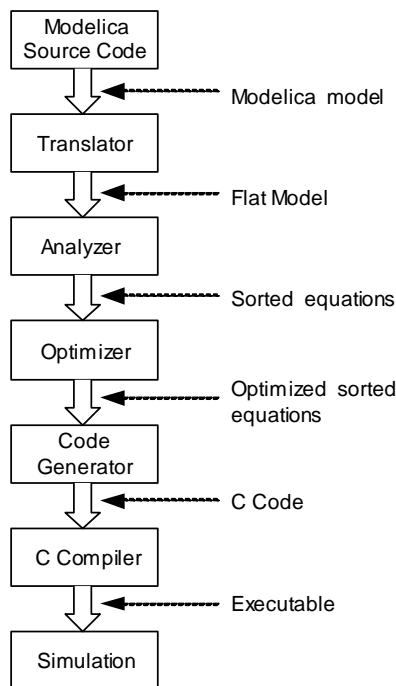 Modelica
Source Code
Modelica model
Translator
Flat Model
Analyzer
Sorted equations
Optimizer
Optimized sorted
equations
Code
Generator
C Code
C Compiler
Executable
Simulation